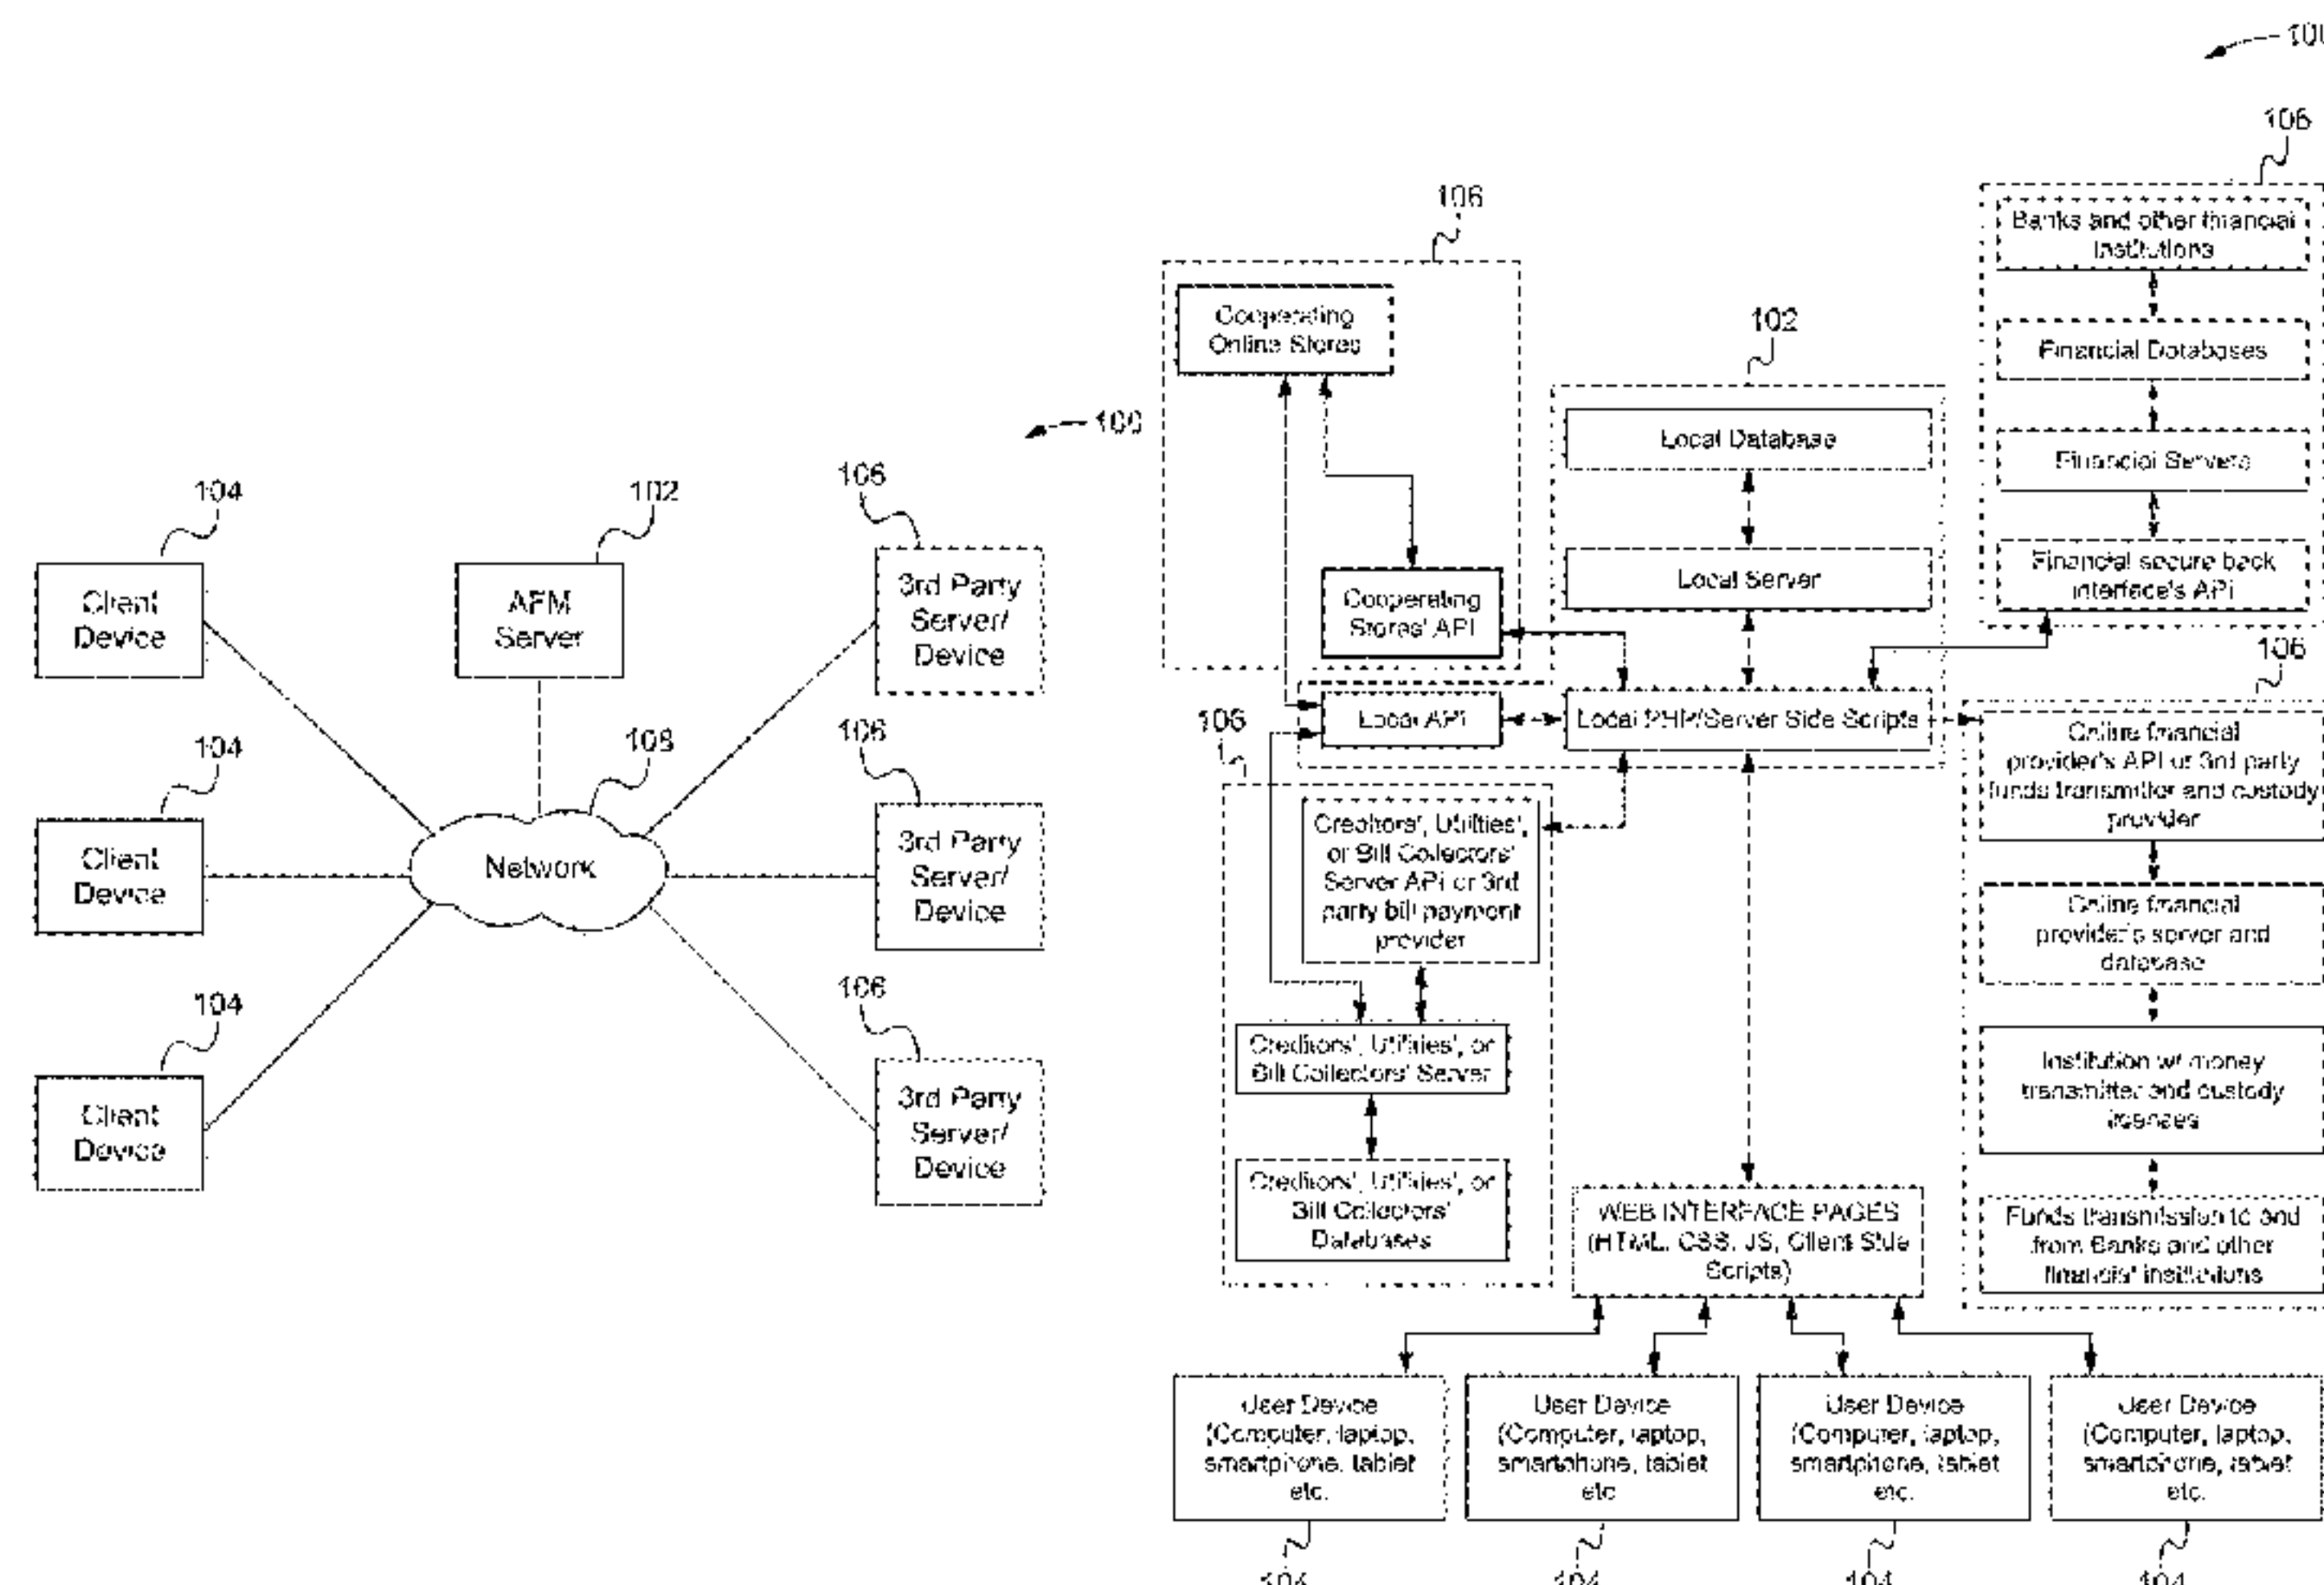 100
104
Client
Device
102
AFM
Server
106
3rd Party
Server/
Device
104
Client
Device
108
Network
106
3rd Party
Server/
Device
104
Client
Device
106
3rd Party
Server/
Device
106
Cooperating
Online Stores
Cooperating
Stores' API
102
Local Database
Local Server
Local API
Local PHP/Server Side Scripts
106
Banks and other financial
institutions
Financial Databases
Financial Servers
Financial secure back
interface's API
106
Online financial
provider's API or 3rd party
funds transmitter and custody
provider
Online financial
provider's server and
database
Institution w/ money
transmitter and custody
licenses
Funds transmission to and
from Banks and other
financial institutions
106
Creditors', Utilities',
or Bill Collectors'
Server API or 3rd
party bill payment
provider
Creditors', Utilities', or
Bill Collectors' Server
Creditors', Utilities', or
Bill Collectors'
Databases
WEB INTERFACE PAGES
(HTML, CSS, JS, Client Side
Scripts)
User Device
(Computer, laptop,
smartphone, tablet
etc.
User Device
(Computer, laptop,
smartphone, tablet
etc.
User Device
(Computer, laptop,
smartphone, tablet
etc.
User Device
(Computer, laptop,
smartphone, tablet
etc.
104
104
104
104